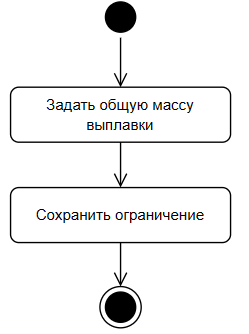 Задать общую массу
выплавки
Сохранить ограничение